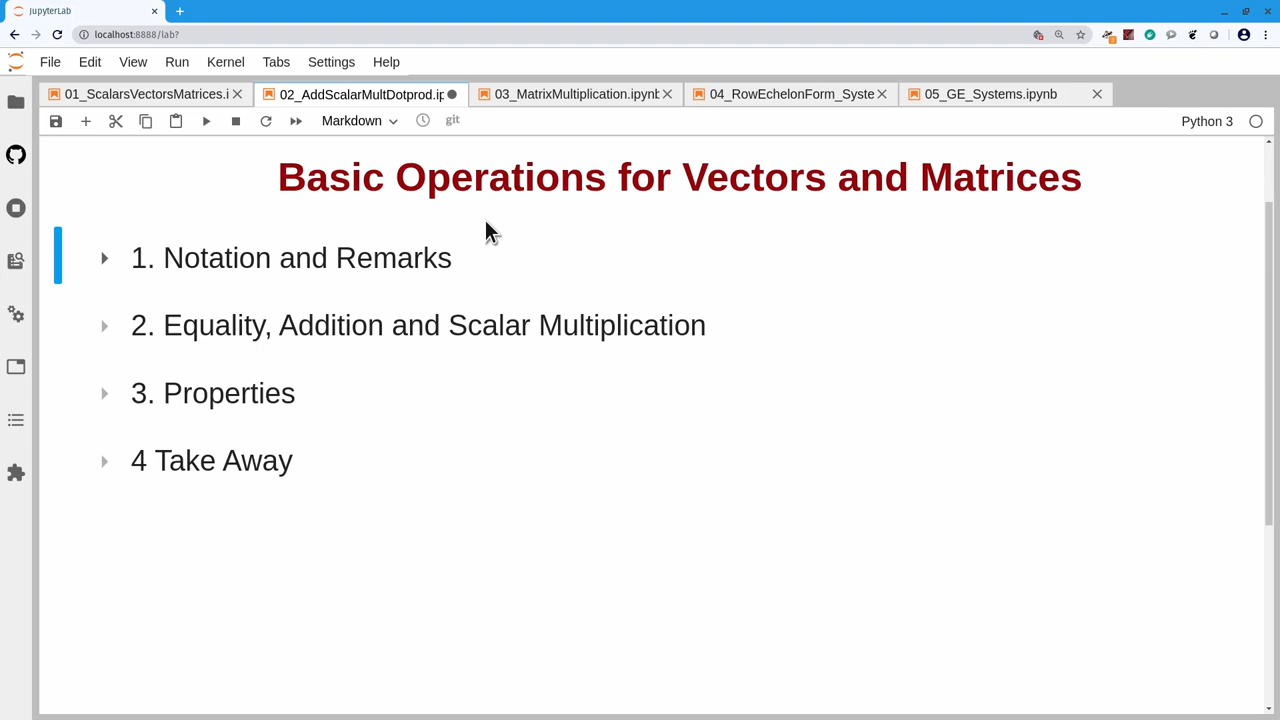 JupyterLab
localhost:8888/lab?
File Edit View Run Kernel Tabs Settings Help
01_ScalarsVectorsMatrices.i 02_AddScalarMultDotprod.ip 03_MatrixMultiplication.ipynb 04_RowEchelonForm_Syste 05_GE_Systems.ipynb
Markdown git Python 3
Basic Operations for Vectors and Matrices
1. Notation and Remarks
2. Equality, Addition and Scalar Multiplication
3. Properties
4 Take Away